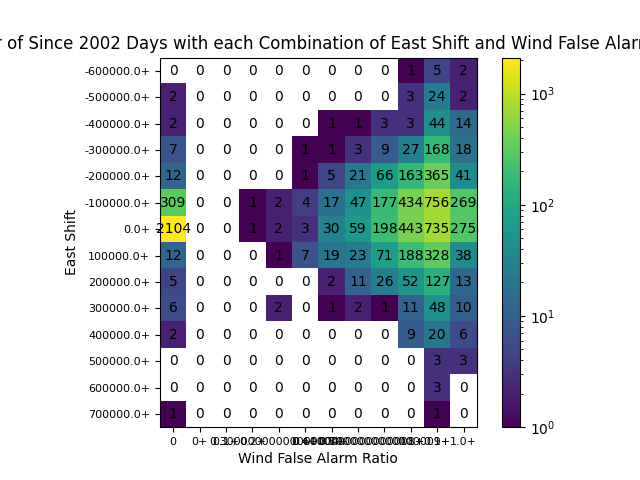 of Since 2002 Days with each Combination of East Shift and Wind False Alarm
-600000.0+ 0 0 0 0 0 0 0 0 0 1 5 2
-500000.0+ 2 0 0 0 0 0 0 0 0 3 24 2
-400000.0+ 2 0 0 0 0 0 1 1 3 3 44 14
-300000.0+ 7 0 0 0 0 1 1 3 9 27 168 18
-200000.0+ 12 0 0 0 0 1 5 21 66 163 365 41
-100000.0+ 309 0 0 1 2 4 17 47 177 434 756 269
0.0+ 2104 0 0 1 2 3 30 59 198 443 735 275
100000.0+ 12 0 0 0 1 7 19 23 71 188 328 38
200000.0+ 5 0 0 0 0 0 2 11 26 52 127 13
300000.0+ 6 0 0 0 2 0 1 2 1 11 48 10
400000.0+ 2 0 0 0 0 0 0 0 0 9 20 6
500000.0+ 0 0 0 0 0 0 0 0 0 0 3 3
600000.0+ 0 0 0 0 0 0 0 0 0 0 3 0
700000.0+ 1 0 0 0 0 0 0 0 0 0 1 0
0 0+ 1.0+
Wind False Alarm Ratio
East Shift
10³
10²
10¹
10⁰